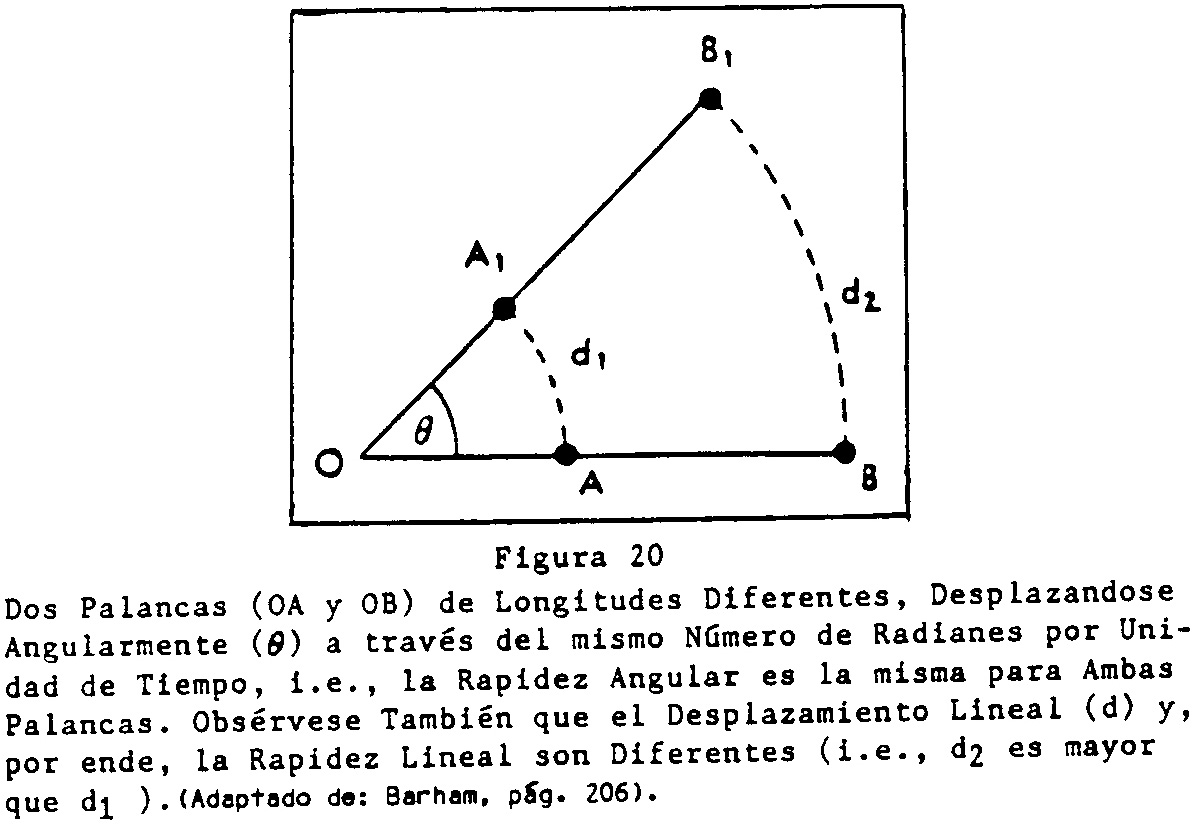 B₁
A₁
d₂
d₁
θ
O
A
B
Figura 20
Dos Palancas (OA y OB) de Longitudes Diferentes, Desplazandose
Angularmente (θ) a través del mismo Número de Radianes por Uni-
dad de Tiempo, i.e., la Rapidez Angular es la misma para Ambas
Palancas. Obsérvese También que el Desplazamiento Lineal (d) y,
por ende, la Rapidez Lineal son Diferentes (i.e., d₂ es mayor
que d₁ ).(Adaptado de: Barham, pág. 206).